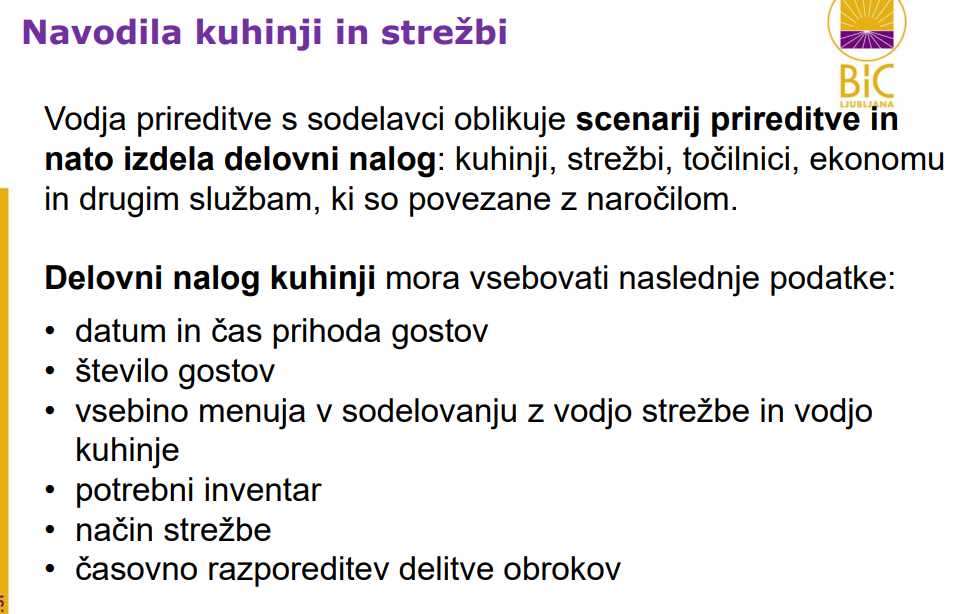 Navodila kuhinji in strežbi
BIC
LJUBLJANA
Vodja prireditve s sodelavci oblikuje scenarij prireditve in
nato izdela delovni nalog: kuhinji, strežbi, točilnici, ekonomu
in drugim službam, ki so povezane z naročilom.
Delovni nalog kuhinji mora vsebovati naslednje podatke:
• datum in čas prihoda gostov
• število gostov
• vsebino menuja v sodelovanju z vodjo strežbe in vodjo
kuhinje
• potrebni inventar
• način strežbe
• časovno razporeditev delitve obrokov